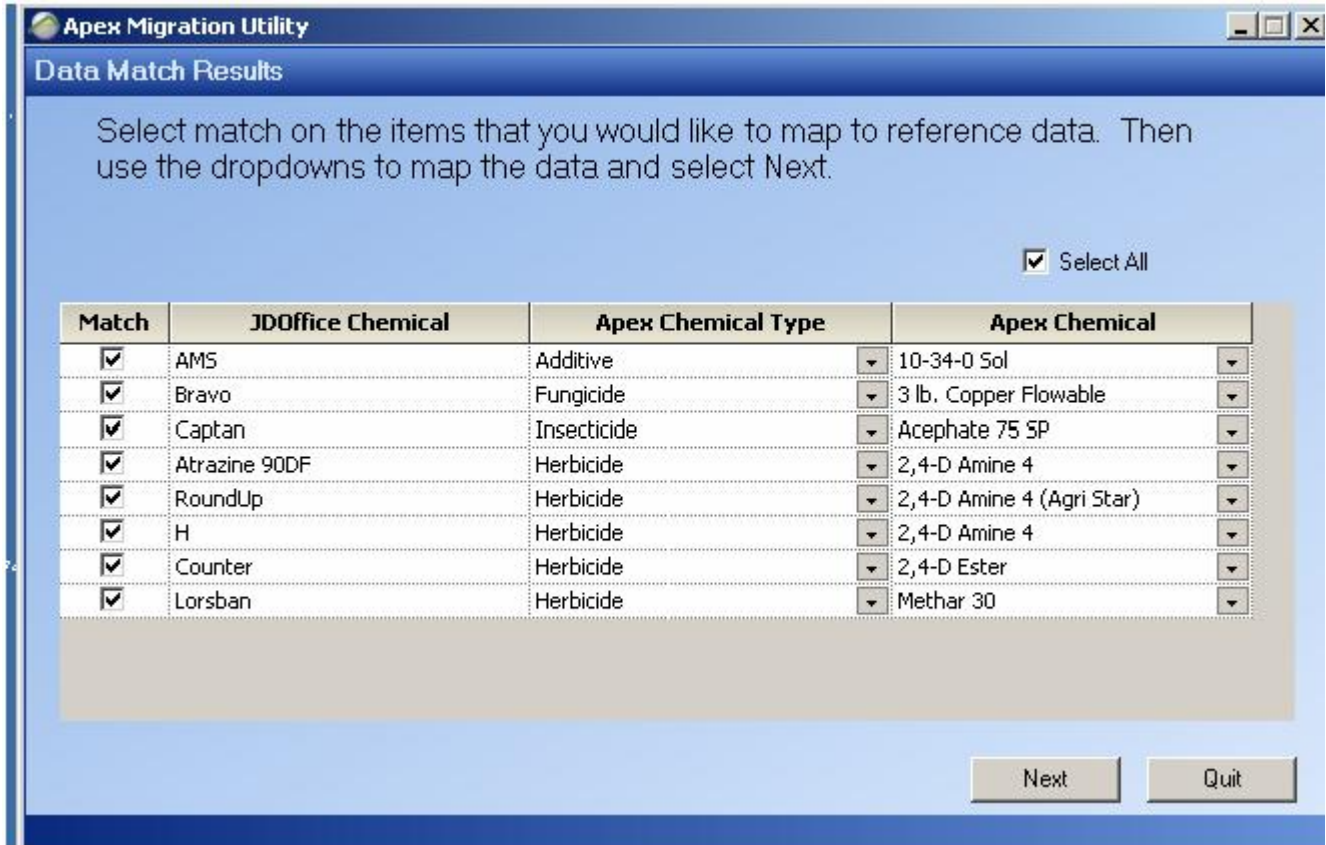 Apex Migration Utility
Data Match Results
Select match on the items that you would like to map to reference data. Then
use the dropdowns to map the data and select Next.
Select All
Match JDOffice Chemical Apex Chemical Type Apex Chemical
AMS Additive 10-34-0 Sol
Bravo Fungicide 3 lb. Copper Flowable
Captan Insecticide Acephate 75 SP
Atrazine 90DF Herbicide 2,4-D Amine 4
RoundUp Herbicide 2,4-D Amine 4 (Agri Star)
H Herbicide 2,4-D Amine 4
Counter Herbicide 2,4-D Ester
Lorsban Herbicide Methar 30
Next Quit